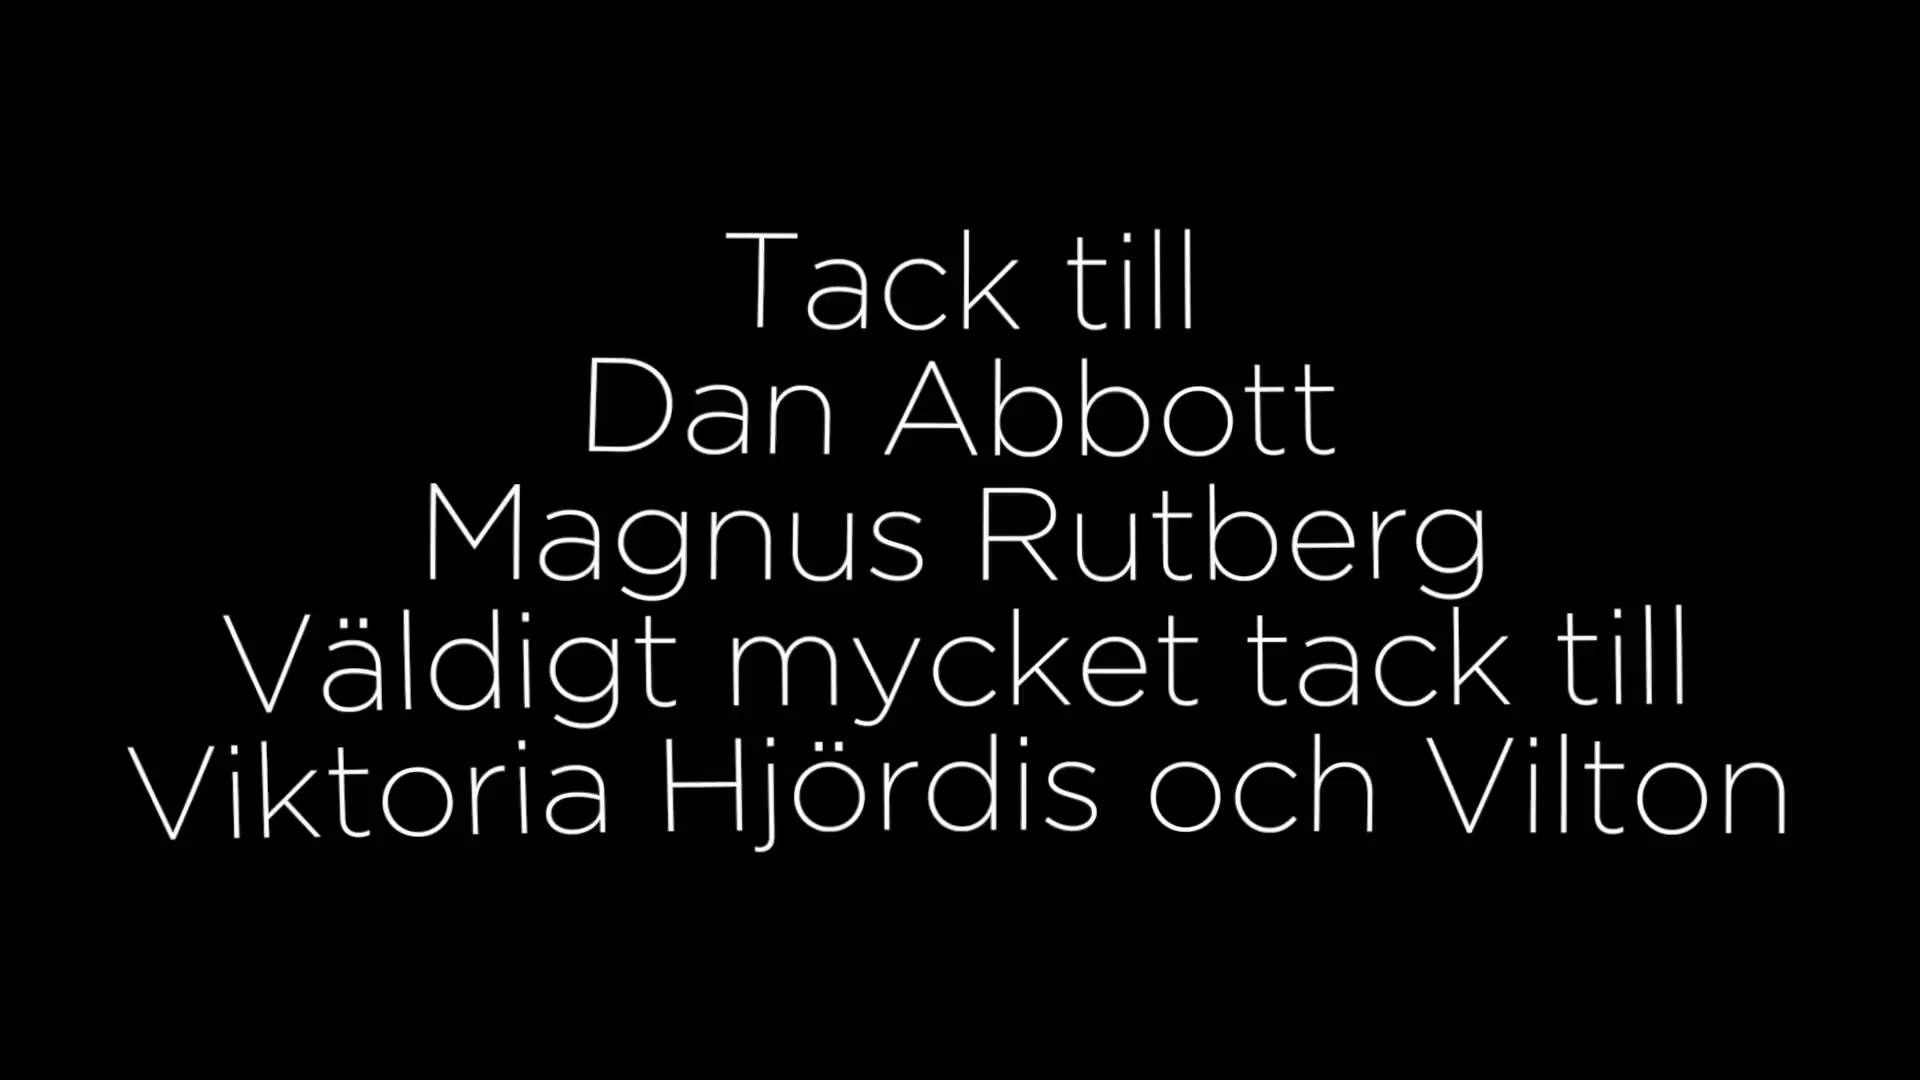 Tack till
Dan Abbott
Magnus Rutberg
Väldigt mycket tack till
Viktoria Hjördis och Vilton